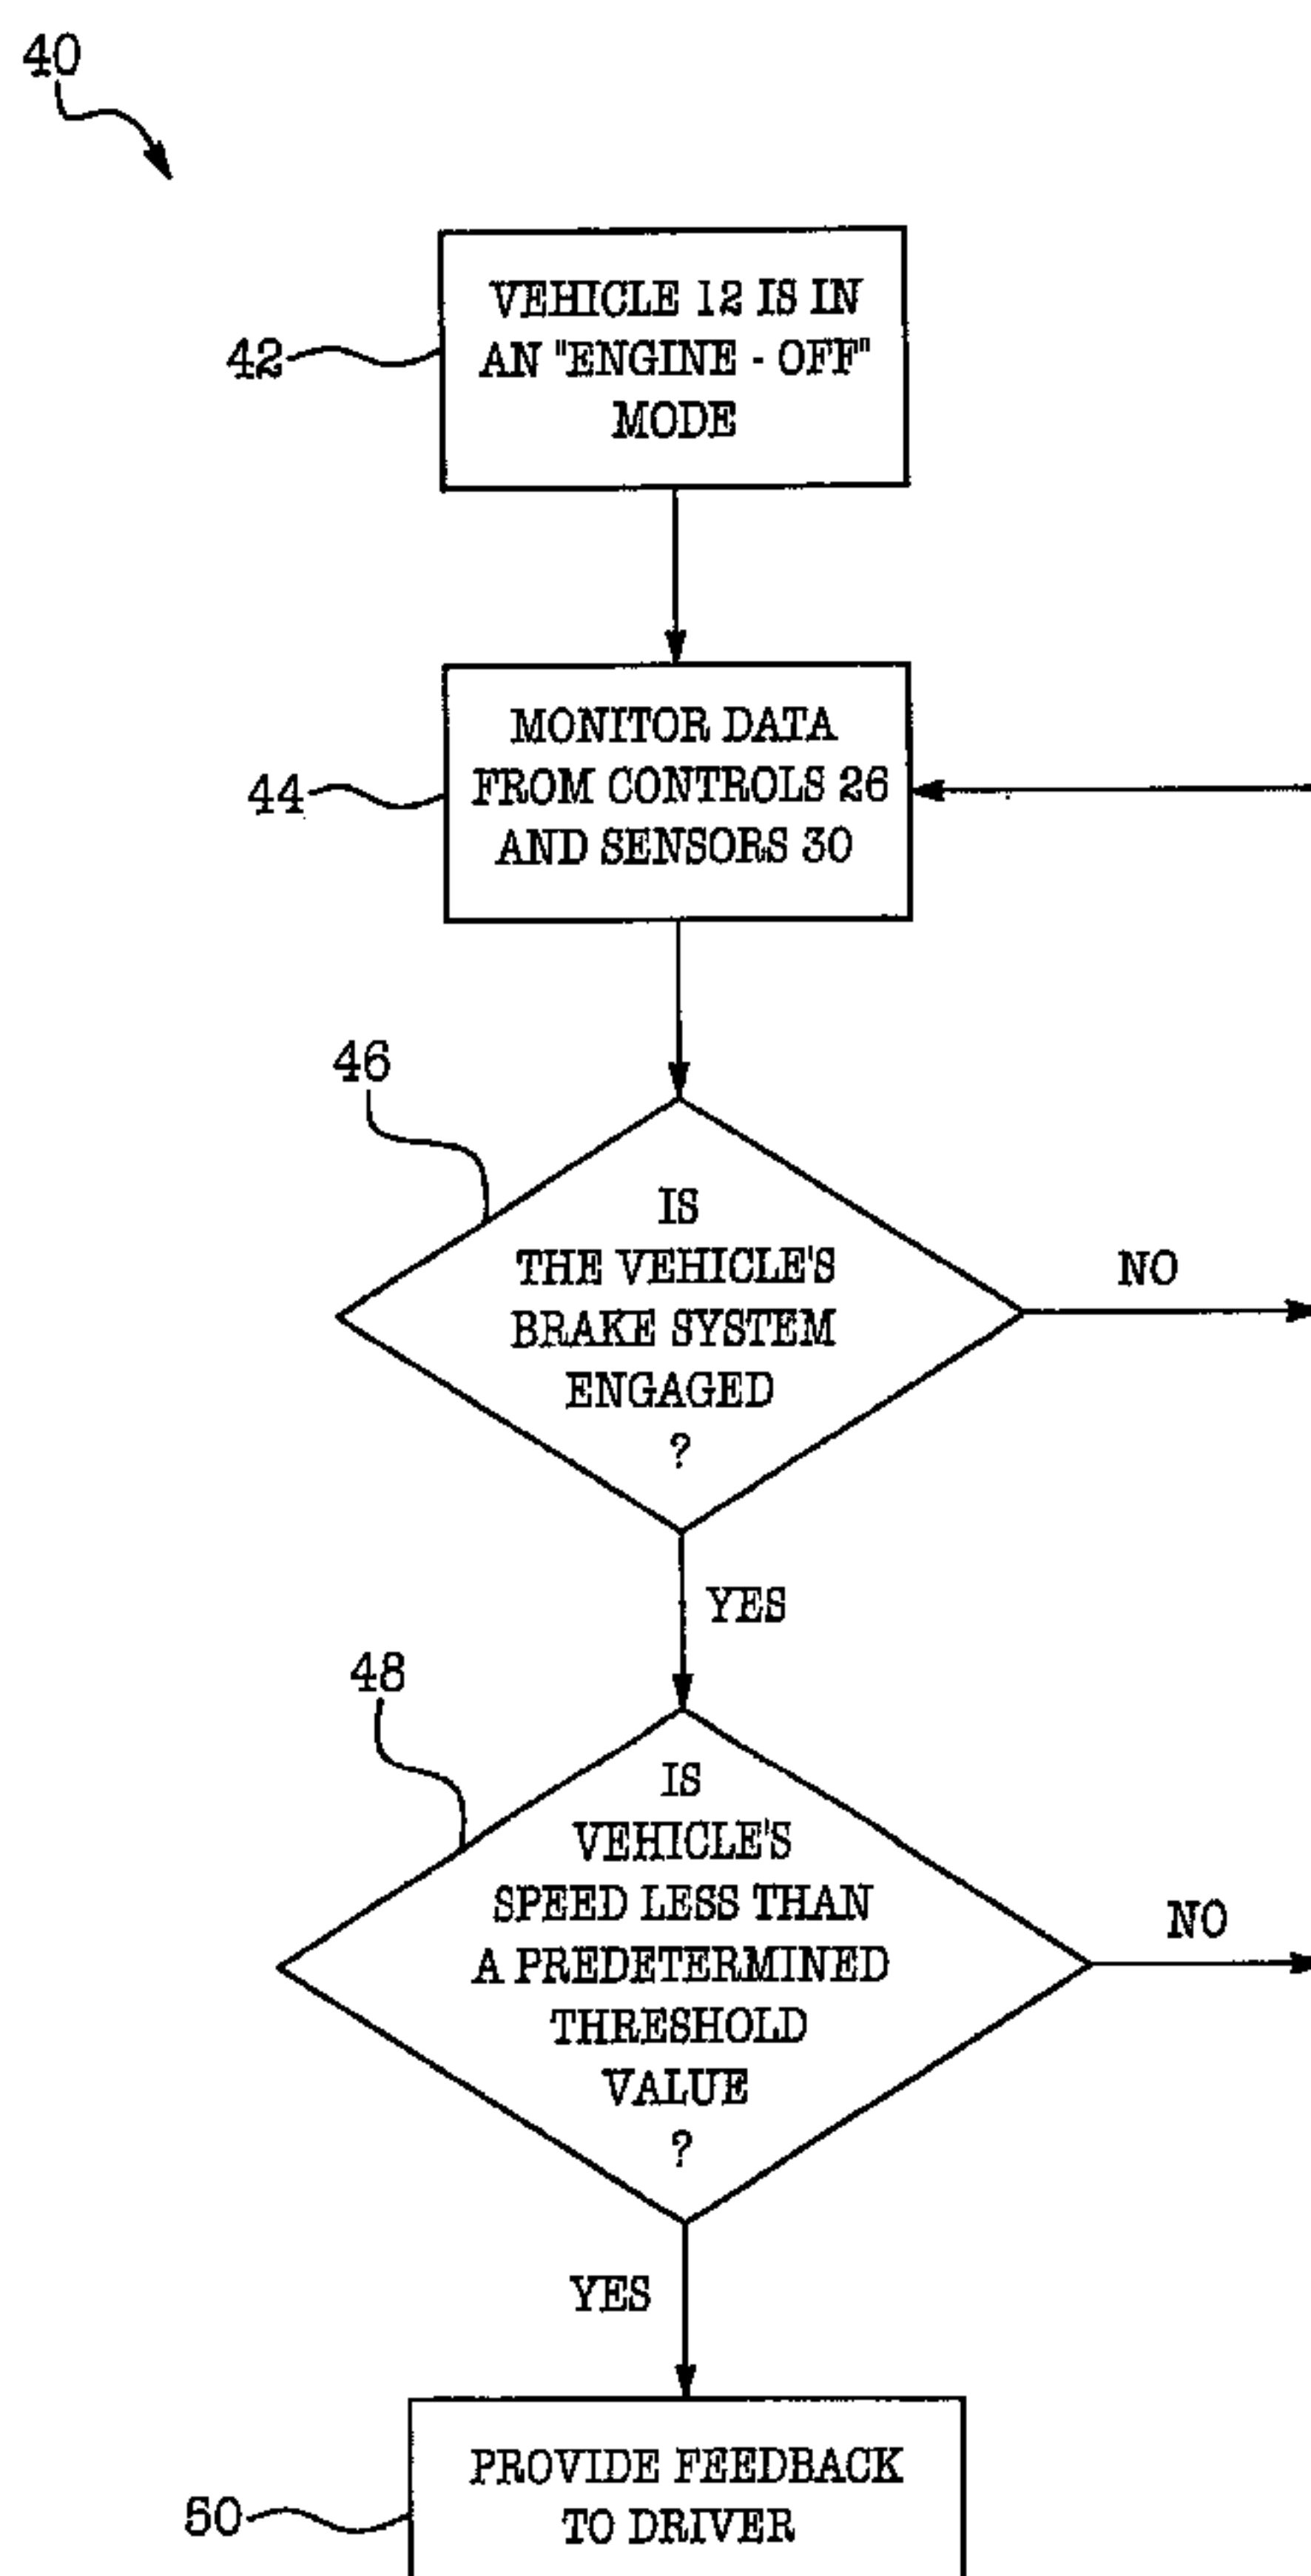 40
VEHICLE 12 IS IN
AN "ENGINE - OFF"
MODE
42
MONITOR DATA
FROM CONTROLS 26
AND SENSORS 30
44
46
IS
THE VEHICLE'S
BRAKE SYSTEM
ENGAGED
?
NO
YES
48
IS
VEHICLE'S
SPEED LESS THAN
A PREDETERMINED
THRESHOLD
VALUE
?
NO
YES
PROVIDE FEEDBACK
TO DRIVER
50